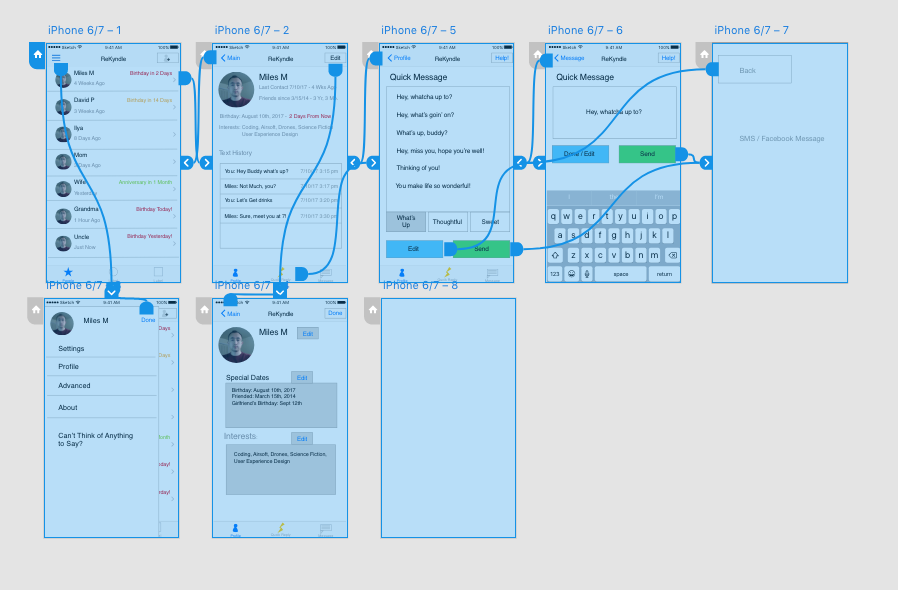 iPhone 6/7 – 1
Sketch
9:41 AM
100%
ReKyndle
Miles M
Birthday in 2 Days
4 Weeks Ago
David P
Birthday in 14 Days
3 Weeks Ago
Ilya
6 Days Ago
Mom
Days Ago
Wife
Anniversary in 1 Month
Yesterday
Grandma
Birthday Today!
1 Hour Ago
Uncle
Birthday Yesterday!
Just Now
iPhone 6/7 – 2
Sketch
9:41 AM
100%
Main
ReKyndle
Edit
Miles M
Last Contact 7/10/17 - 4 Wks Ag
Friends since 3/15/14 - 3 Yr. 3 M
Birthday: August 10th, 2017 - 2 Days From Now
Interests: Coding, Airsoft, Drones, Science Fiction,
User Experience Design
Text History
You: Hey Buddy what's up?
7/10/17 3:15 pm
Miles: Not Much, you?
7/10/17 3:17 pm
You: Let's Get drinks
7/10/17 3:20 pm
Miles: Sure, meet you at 7!
7/10/17 3:30 pm
Profile
iPhone 6/7 – 5
Sketch
9:41 AM
100%
Profile
ReKyndle
Help!
Quick Message
Hey, whatcha up to?
Hey, what's goin' on?
What's up, buddy?
Hey, miss you, hope you're well!
Thinking of you!
You make life so wonderful!
What's
Up
Thoughtful
Sweet
Edit
Send
Profile
iPhone 6/7 – 6
Sketch
9:41 AM
100%
Message
ReKyndle
Help!
Quick Message
Hey, whatcha up to?
Done / Edit
Send
q w e r t y u i o p
a s d f g h j k l
z x c v b n m
123
space
return
iPhone 6/7 – 7
Back
SMS / Facebook Message
iPhone 6/7
Sketch
9:41 AM
Miles M
Done
Settings
Profile
Advanced
About
Can't Think of Anything
to Say?
Days
Days
Month
day!
day!
iPhone 6/7
Sketch
9:41 AM
100%
Main
ReKyndle
Done
Miles M
Edit
Special Dates
Edit
Birthday: August 10th, 2017
Friended: March 15th, 2014
Girlfriend's Birthday: Sept 12th
Interests
Edit
Coding, Airsoft, Drones, Science Fiction,
User Experience Design
Profile
iPhone 6/7 – 8